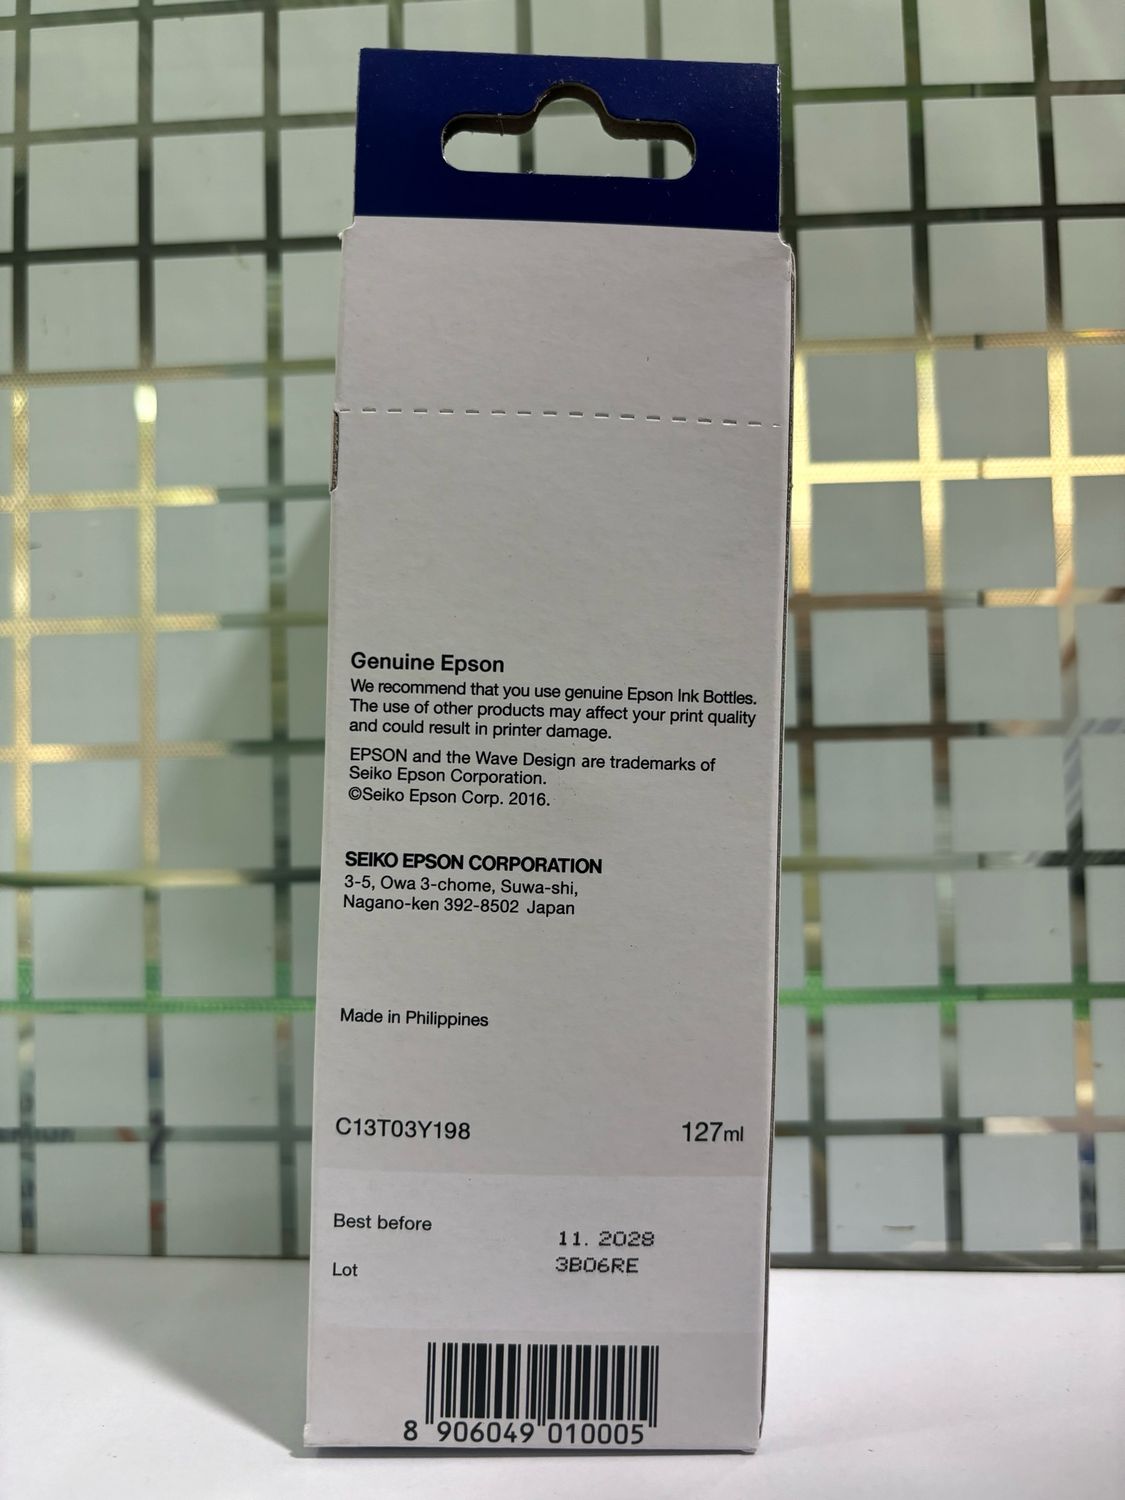 Genuine Epson
We recommend that you use genuine Epson Ink Bottles.
The use of other products may affect your print quality
and could result in printer damage.
EPSON and the Wave Design are trademarks of
Seiko Epson Corporation.
©Seiko Epson Corp. 2016.
SEIKO EPSON CORPORATION
3-5, Owa 3-chome, Suwa-shi,
Nagano-ken 392-8502 Japan
Made in Philippines
C13T03Y198 127ml
Best before 11. 2028
Lot 3B06RE
8 906049 010005